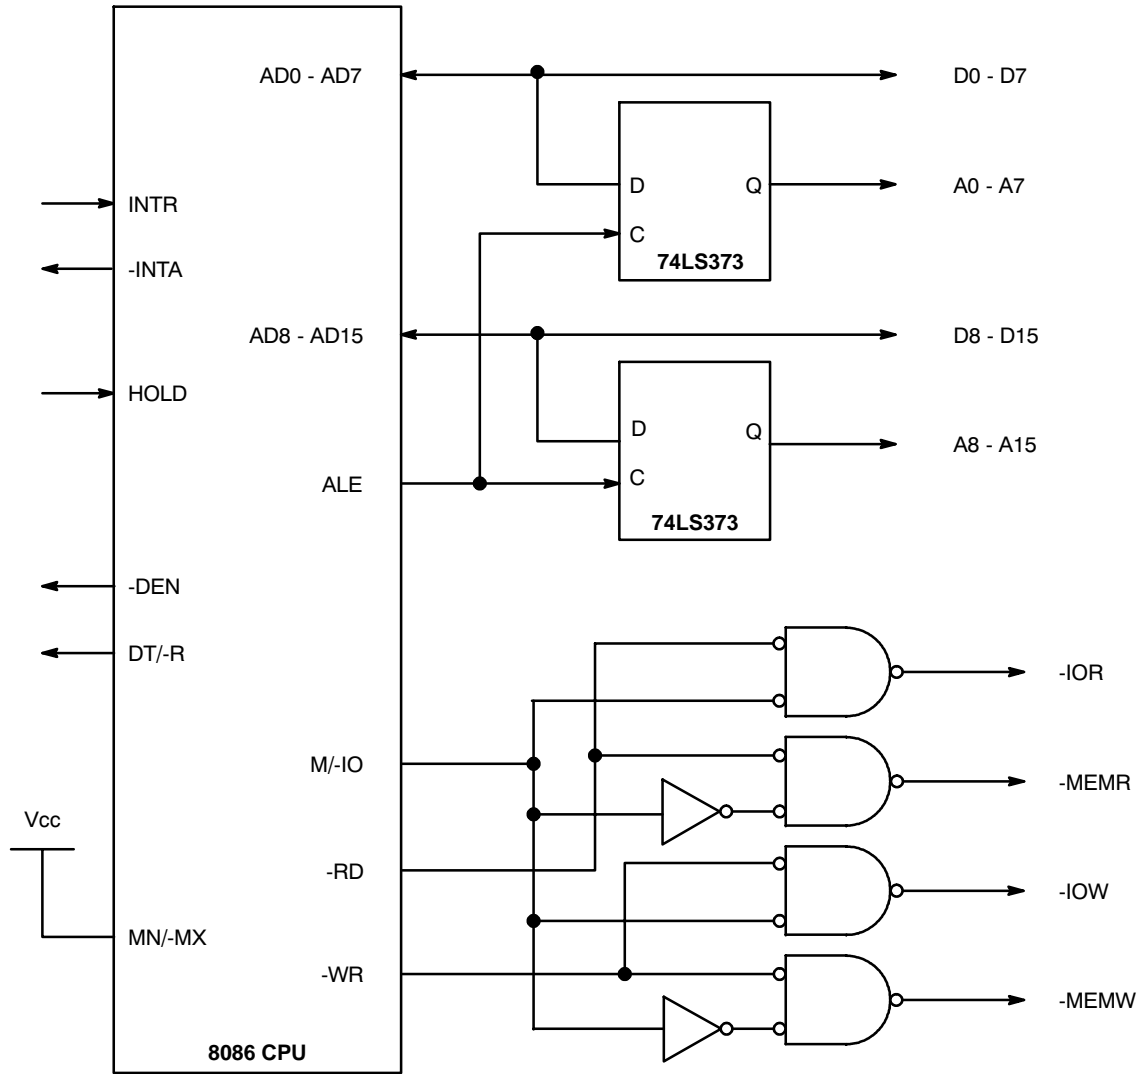 AD0 - AD7
D0 - D7
D
Q
A0 - A7
INTR
C
74LS373
-INTA
AD8 - AD15
D8 - D15
HOLD
D
Q
A8 - A15
ALE
C
74LS373
-DEN
DT/-R
-IOR
M/-IO
-MEMR
Vcc
-RD
-IOW
MN/-MX
-WR
-MEMW
8086 CPU